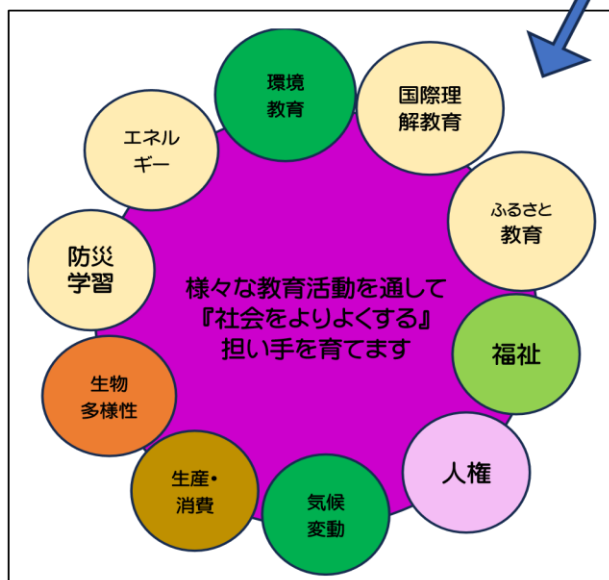 環境
教育
国際理
解教育
ふるさと
教育
福祉
人権
気候
変動
生産・
消費
生物
多様性
防災
学習
エネル
ギー
様々な教育活動を通して
『社会をよりよくする』
担い手を育てます